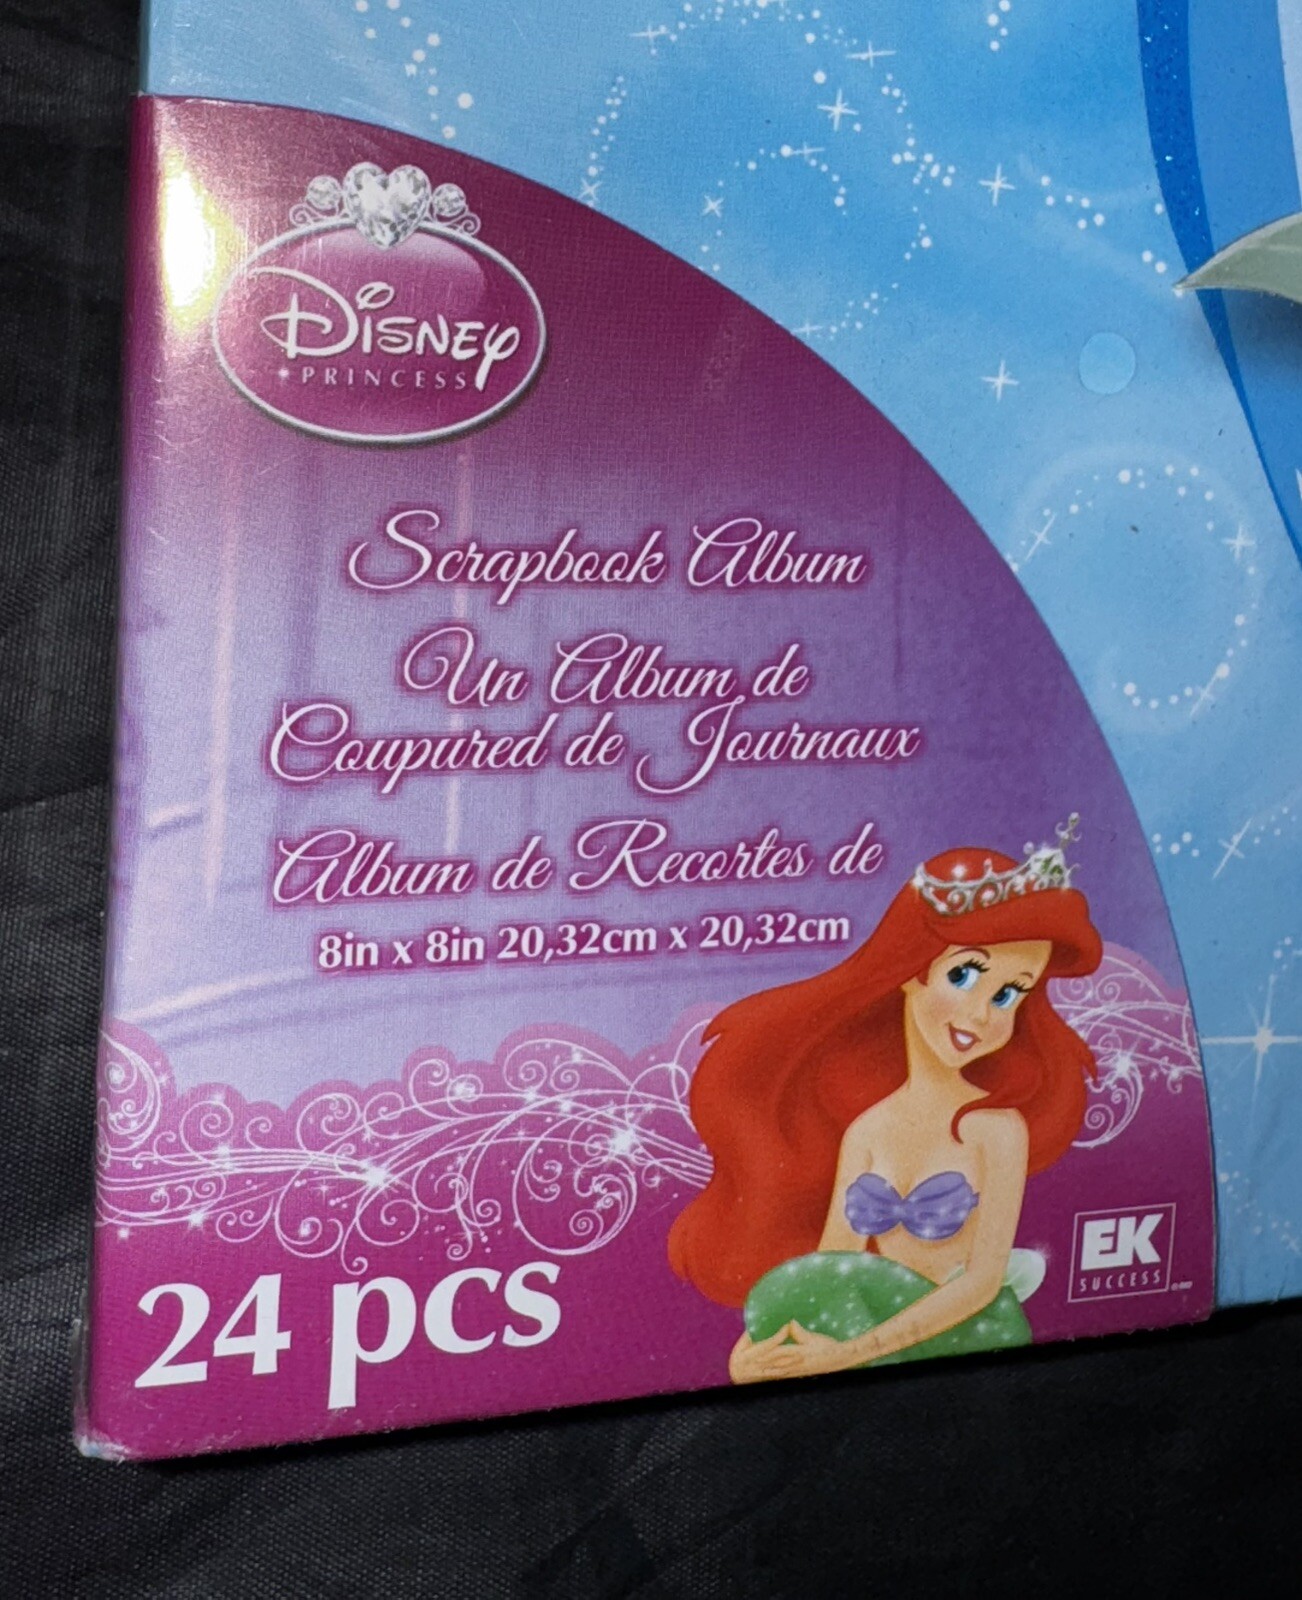 Disney
PRINCESS
Scrapbook Album
Un Album de
Coupured de Journaux
Album de Recortes de
8in x 8in 20,32cm x 20,32cm
24 pcs
EK
SUCCESS